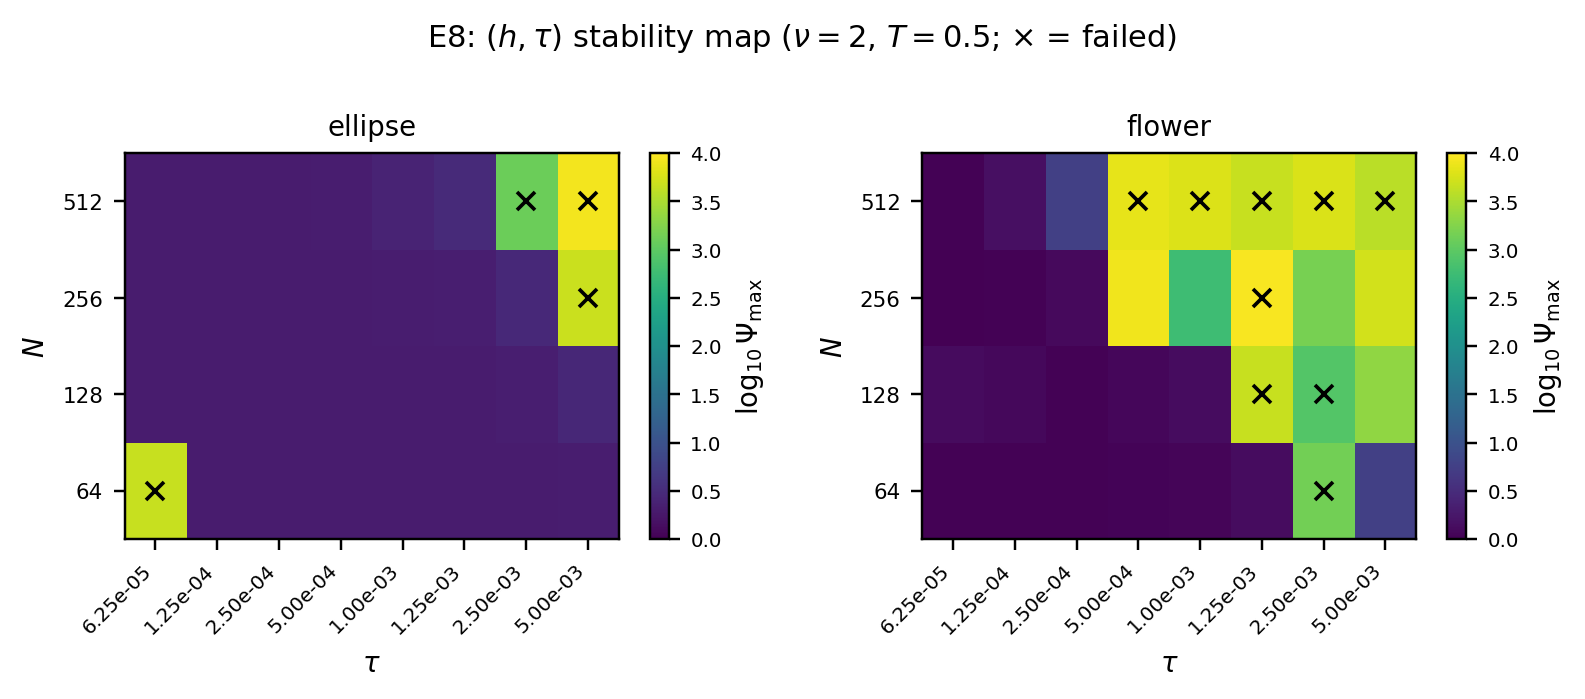 E8: (h, τ) stability map (ν = 2, T = 0.5; × = failed)
ellipse
flower
N
512
256
128
64
6.25e-05
1.25e-04
2.50e-04
5.00e-04
1.00e-03
1.25e-03
2.50e-03
5.00e-03
τ
4.0
3.5
3.0
2.5
2.0
1.5
1.0
0.5
0.0
log₁₀ Ψmax
N
512
256
128
64
6.25e-05
1.25e-04
2.50e-04
5.00e-04
1.00e-03
1.25e-03
2.50e-03
5.00e-03
τ
4.0
3.5
3.0
2.5
2.0
1.5
1.0
0.5
0.0
log₁₀ Ψmax